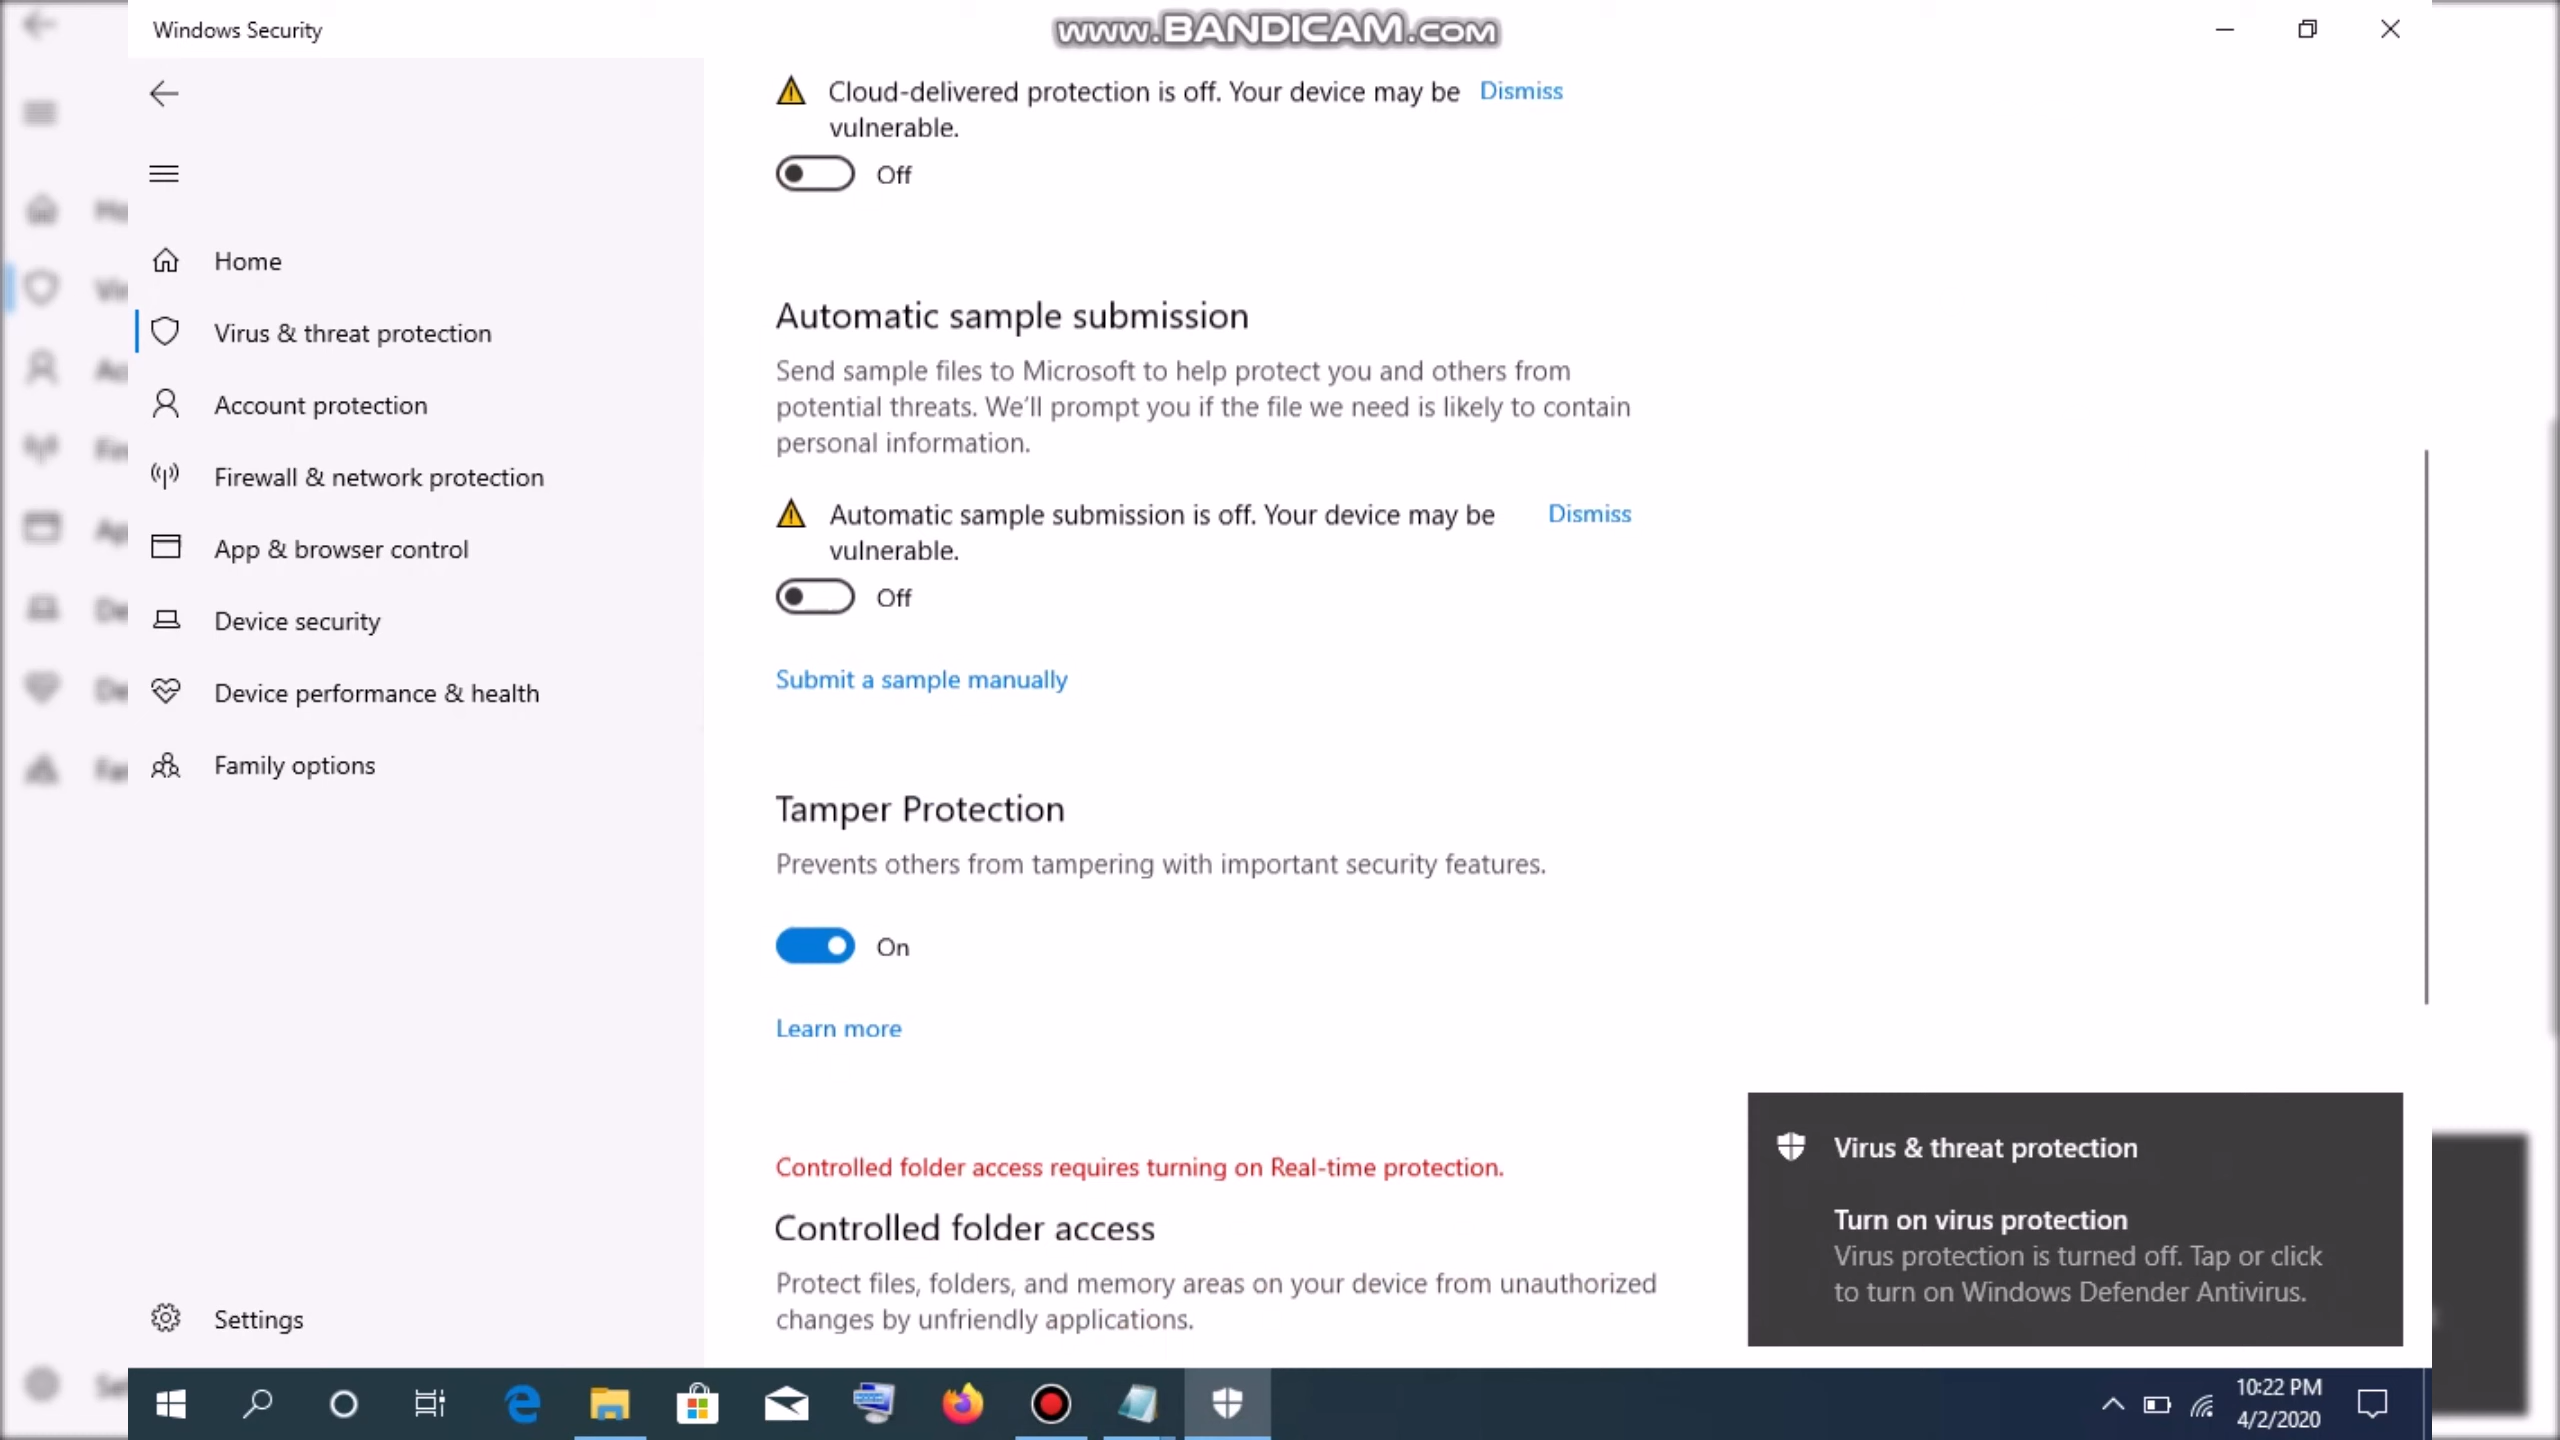 Windows Security
www.BANDICAM.com
Cloud-delivered protection is off. Your device may be Dismiss
vulnerable.
Off
Home
Virus & threat protection
Account protection
Firewall & network protection
App & browser control
Device security
Device performance & health
Family options
Settings
Automatic sample submission
Send sample files to Microsoft to help protect you and others from
potential threats. We'll prompt you if the file we need is likely to contain
personal information.
Automatic sample submission is off. Your device may be Dismiss
vulnerable.
Off
Submit a sample manually
Tamper Protection
Prevents others from tampering with important security features.
On
Learn more
Controlled folder access requires turning on Real-time protection.
Controlled folder access
Protect files, folders, and memory areas on your device from unauthorized
changes by unfriendly applications.
Virus & threat protection
Turn on virus protection
Virus protection is turned off. Tap or click
to turn on Windows Defender Antivirus.
10:22 PM
4/2/2020